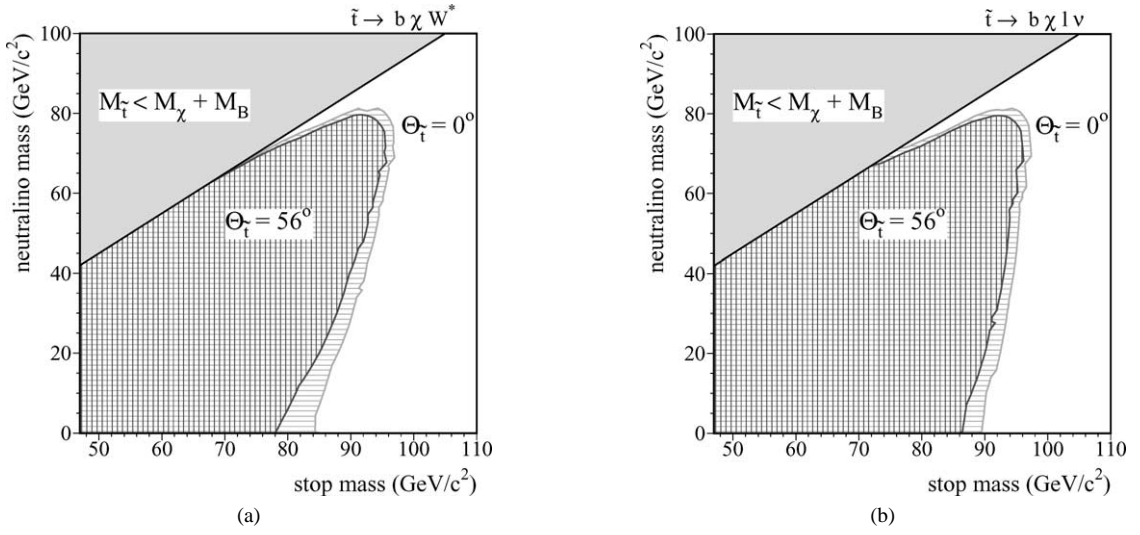 t̃ → b χ W*
neutralino mass (GeV/c²)
100
80
60
40
20
0
M_t̃ < M_χ + M_B
Θ_t̃ = 0°
Θ_t̃ = 56°
50 60 70 80 90 100 110
stop mass (GeV/c²)
(a)
t̃ → b χ l ν
neutralino mass (GeV/c²)
100
80
60
40
20
0
M_t̃ < M_χ + M_B
Θ_t̃ = 0°
Θ_t̃ = 56°
50 60 70 80 90 100 110
stop mass (GeV/c²)
(b)